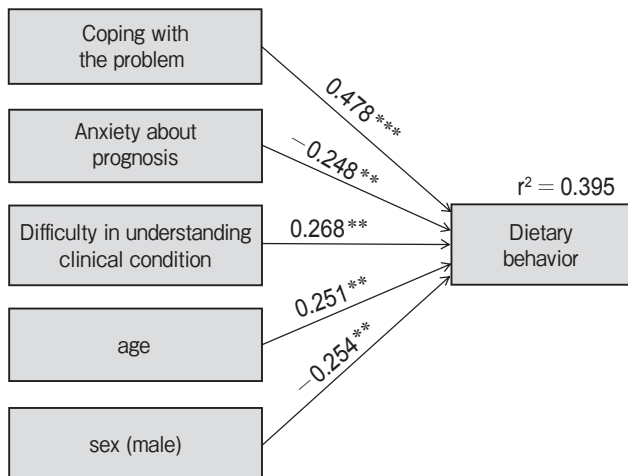 Coping with
the problem
0.478***
Anxiety about
prognosis
−0.248**
r² = 0.395
Difficulty in understanding
clinical condition
0.268**
Dietary
behavior
age
0.251**
sex (male)
−0.254**